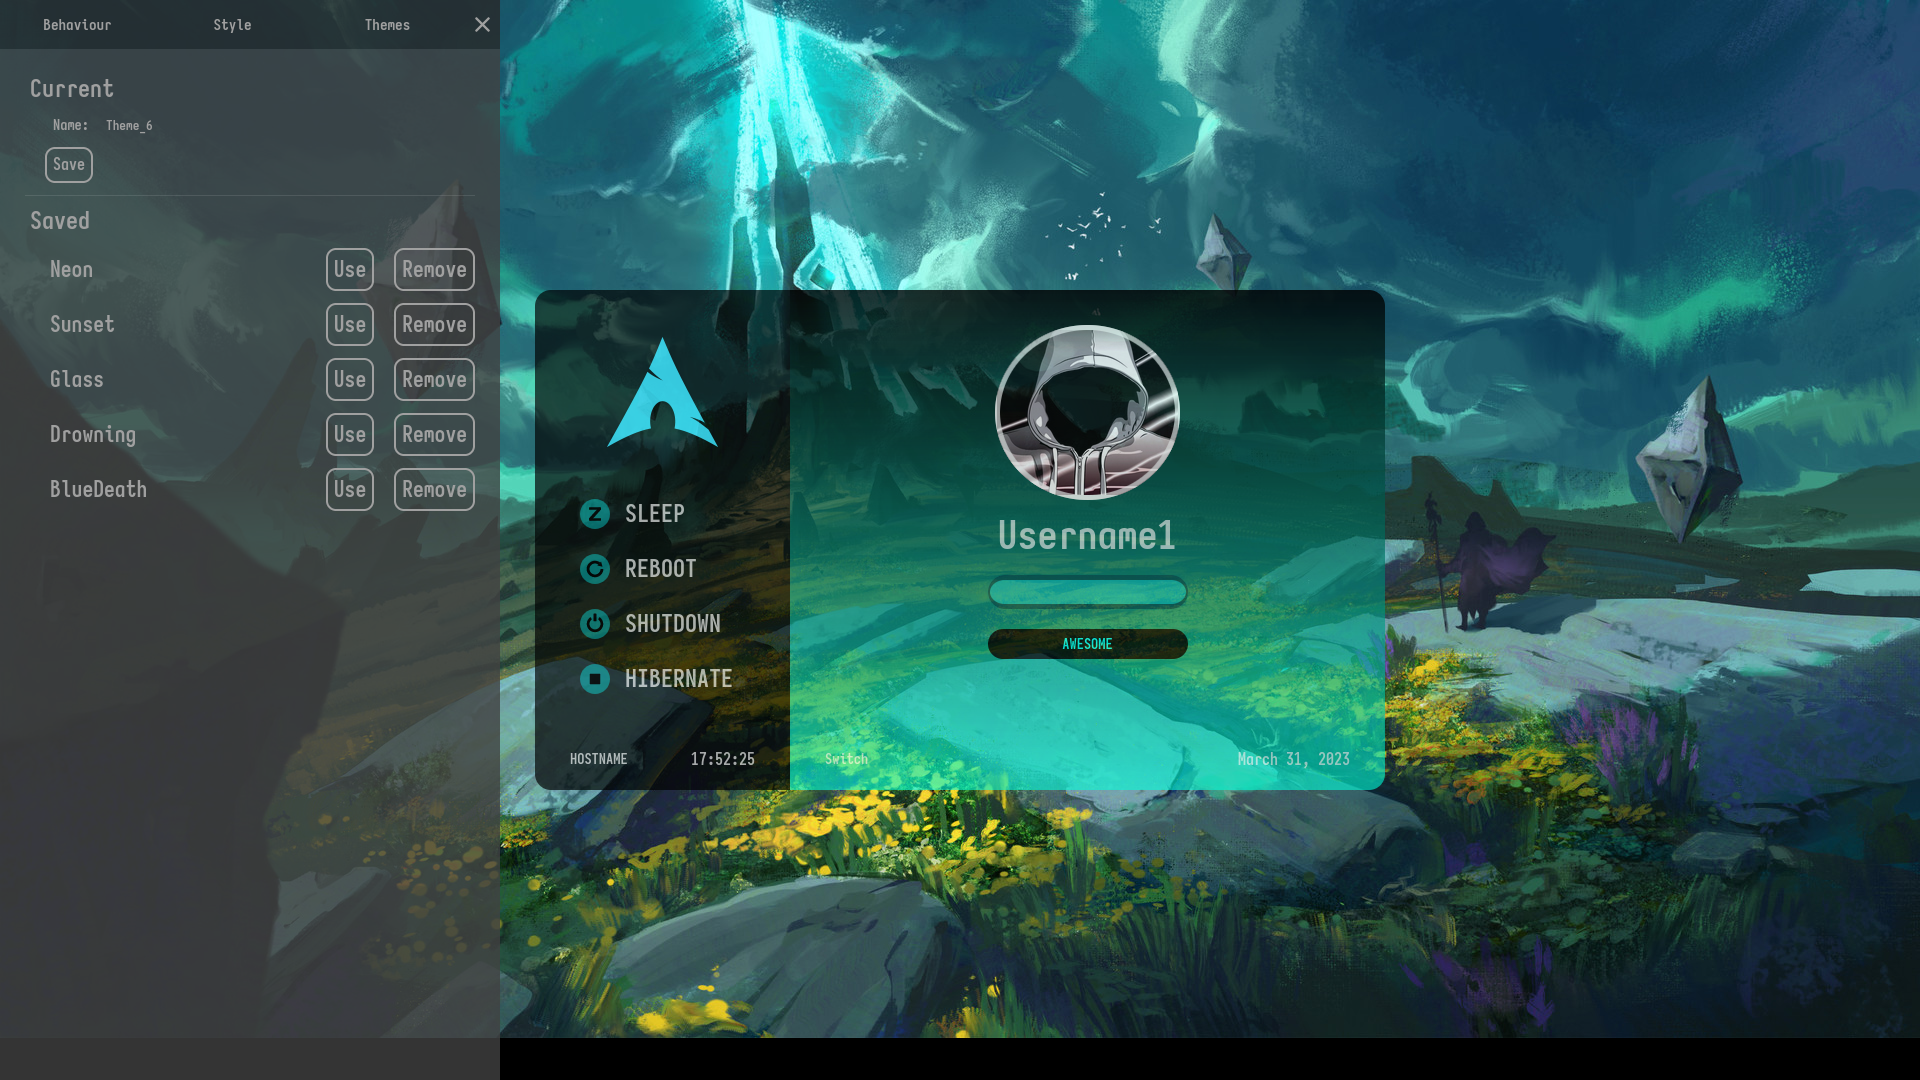 Behaviour Style Themes
Current
Name: Theme_6
Save
Saved
Neon Use Remove
Sunset Use Remove
Glass Use Remove
Drowning Use Remove
BlueDeath Use Remove
SLEEP
REBOOT
SHUTDOWN
HIBERNATE
HOSTNAME 17:52:25
Username1
AWESOME
Switch March 31, 2023